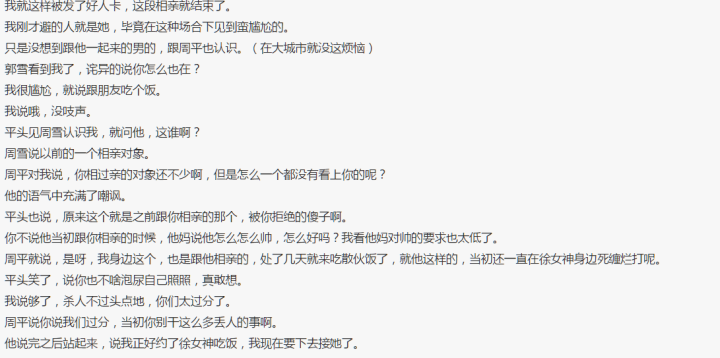 我就这样被发了好人卡，这段相亲就结束了。
我刚才避的人就是她，毕竟在这种场合下见到蛮尴尬的。
只是没想到跟他一起来的男的，跟周平也认识。（在大城市就没这烦恼）
郭雪看到我了，诧异的说你怎么也在？
我很尴尬，就说跟朋友吃个饭。
我说哦，没吱声。
平头见周雪认识我，就问他，这谁啊？
周雪说以前的一个相亲对象。
周平对我说，你相过亲的对象还不少啊，但是怎么一个都没有看上你的呢？
他的语气中充满了嘲讽。
平头也说，原来这个就是之前跟你相亲的那个，被你拒绝的傻子啊。
你不说他当初跟你相亲的时候，他妈说他怎么怎么帅，怎么好吗？我看他妈对帅的要求也太低了。
周平就说，是呀，我身边这个，也是跟他相亲的，处了几天就来吃散伙饭了，就他这样的，当初还一直在徐女神身边死缠烂打呢。
平头笑了，说你也不啥泡尿自己照照，真敢想。
我说够了，杀人不过头点地，你们太过分了。
周平说你说我们过分，当初你别干这么多丢人的事啊。
他说完之后站起来，说我正好约了徐女神吃饭，我现在要下去接她了。